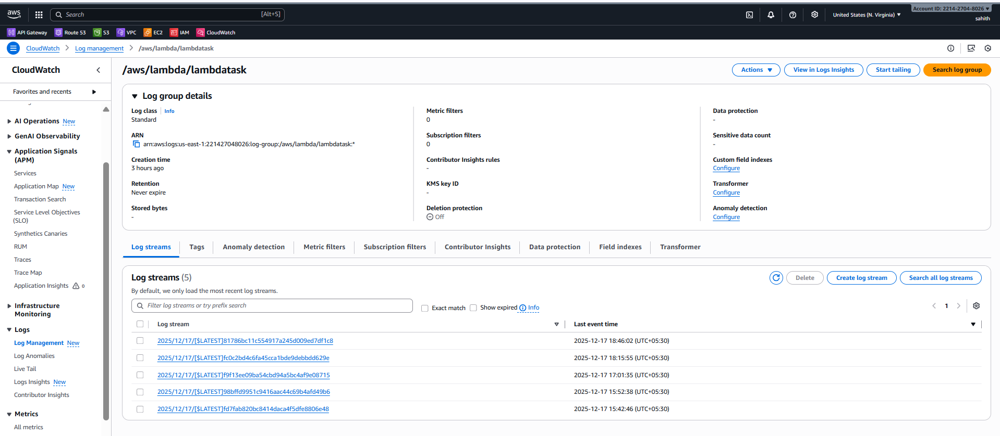 aws
Search [Alt+S]
United States (N. Virginia)
Account ID: 2214-2704-8026
sahith
API Gateway Route 53 S3 VPC EC2 IAM CloudWatch
CloudWatch Log management /aws/lambda/lambdatask
CloudWatch
Favorites and recents
AI Operations New
GenAI Observability
Application Signals
(APM)
Services
Application Map New
Transaction Search
Service Level Objectives
(SLO)
Synthetics Canaries
RUM
Traces
Trace Map
Application Insights 0
Infrastructure
Monitoring
Logs
Log Management New
Log Anomalies
Live Tail
Logs Insights New
Contributor Insights
Metrics
All metrics
/aws/lambda/lambdatask
Actions View in Logs Insights Start tailing Search log group
Log group details
Log class Info
Standard
ARN
arn:aws:logs:us-east-1:221427048026:log-group:/aws/lambda/lambdatask:*
Creation time
3 hours ago
Retention
Never expire
Stored bytes
-
Metric filters
0
Subscription filters
0
Contributor Insights rules
-
KMS key ID
-
Deletion protection
Off
Data protection
-
Sensitive data count
-
Custom field indexes
Configure
Transformer
Configure
Anomaly detection
Configure
Log streams Tags Anomaly detection Metric filters Subscription filters Contributor Insights Data protection Field indexes Transformer
Log streams (5)
Delete Create log stream Search all log streams
By default, we only load the most recent log streams.
Filter log streams or try prefix search Exact match Show expired Info 1
Log stream Last event time
2025/12/17/[$LATEST]81786bc11c554917a245d009ed7df1c8 2025-12-17 18:46:02 (UTC+05:30)
2025/12/17/[$LATEST]fc0c2bd4c6fa45cca1bde9debbdd629e 2025-12-17 18:15:55 (UTC+05:30)
2025/12/17/[$LATEST]f9f13ee09ba54cbd94a5bc4af9e08715 2025-12-17 17:01:35 (UTC+05:30)
2025/12/17/[$LATEST]98bffd9951c9416aac44c69b4afd49b6 2025-12-17 15:52:38 (UTC+05:30)
2025/12/17/[$LATEST]fd7fab820bc8414daca4f5dfe8806e48 2025-12-17 15:42:46 (UTC+05:30)